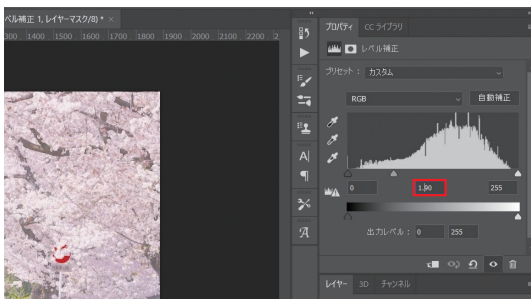 ベル補正 1, レイヤーマスク/8) * ×
300 1400 1500 1600 1700 1800 1900 2000 2100 2200 2
プロパティ CC ライブラリ
レベル補正
プリセット : カスタム
RGB 自動補正
0 1.90 255
出力レベル : 0 255
レイヤー 3D チャンネル